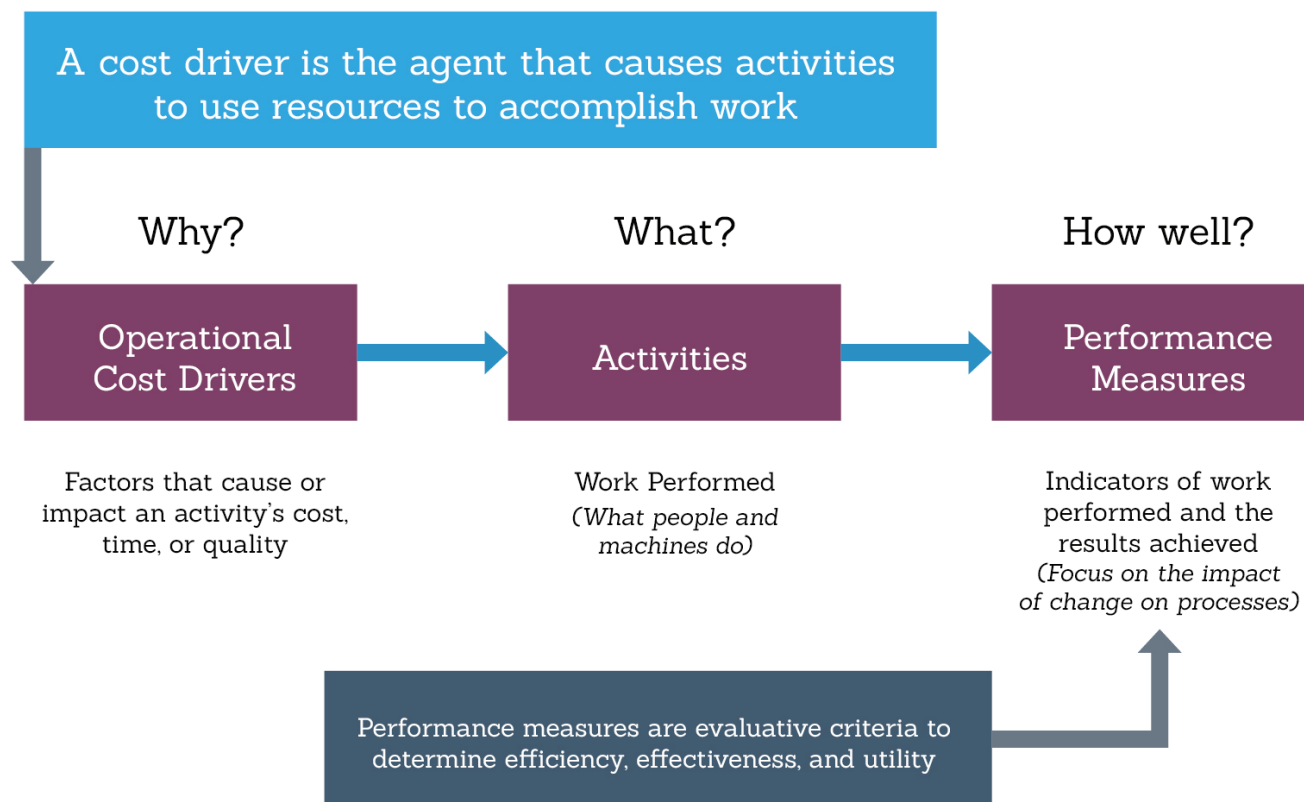 A cost driver is the agent that causes activities
to use resources to accomplish work
Why?
What?
How well?
Operational
Cost Drivers
Activities
Performance
Measures
Factors that cause or
impact an activity’s cost,
time, or quality
Work Performed
(What people and
machines do)
Indicators of work
performed and the
results achieved
(Focus on the impact
of change on processes)
Performance measures are evaluative criteria to
determine efficiency, effectiveness, and utility